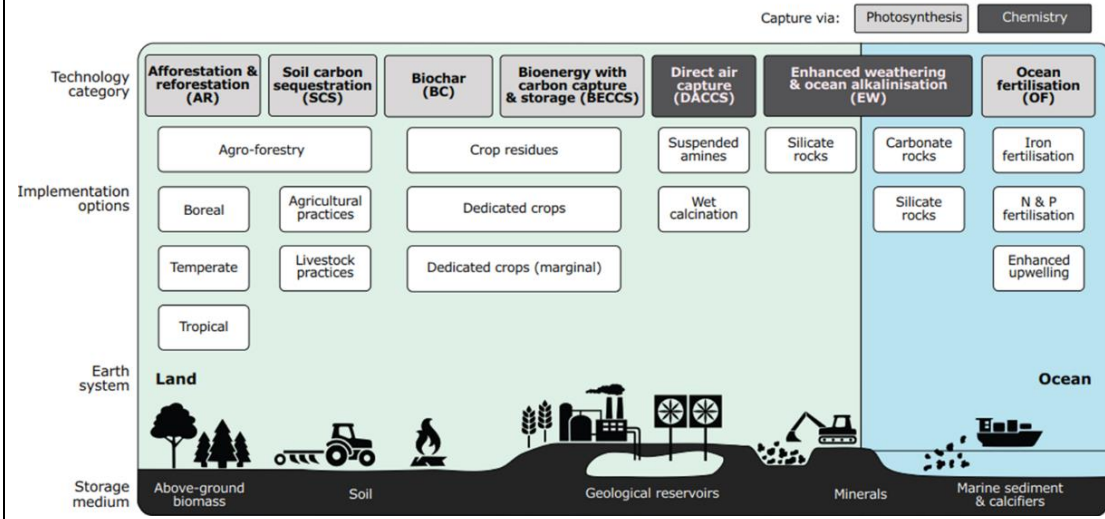 Capture via: Photosynthesis Chemistry
Technology category
Afforestation & reforestation (AR)
Soil carbon sequestration (SCS)
Biochar (BC)
Bioenergy with carbon capture & storage (BECCS)
Direct air capture (DACCS)
Enhanced weathering & ocean alkalinisation (EW)
Ocean fertilisation (OF)
Implementation options
Agro-forestry
Crop residues
Suspended amines
Silicate rocks
Carbonate rocks
Iron fertilisation
Boreal
Agricultural practices
Dedicated crops
Wet calcination
Silicate rocks
N & P fertilisation
Temperate
Livestock practices
Dedicated crops (marginal)
Enhanced upwelling
Tropical
Earth system
Land
Ocean
Storage medium
Above-ground biomass
Soil
Geological reservoirs
Minerals
Marine sediment & calcifiers